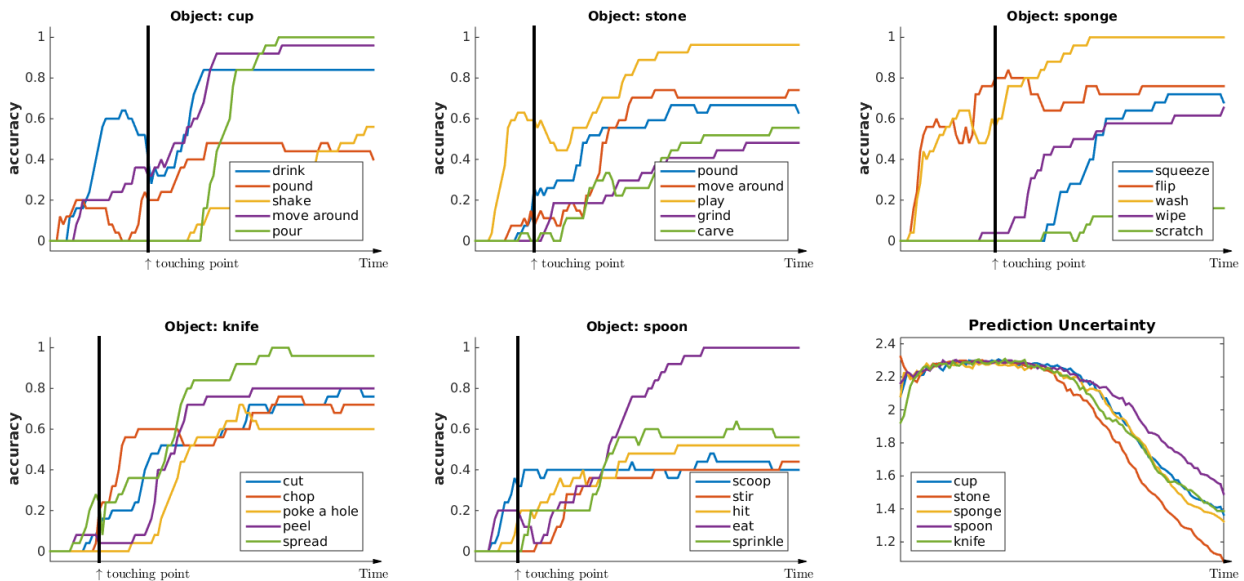 Object: cup
1
0.8
0.6
0.4
0.2
0
accuracy
drink
pound
shake
move around
pour
↑ touching point
Time
Object: stone
1
0.8
0.6
0.4
0.2
0
accuracy
pound
move around
play
grind
carve
↑ touching point
Time
Object: sponge
1
0.8
0.6
0.4
0.2
0
accuracy
squeeze
flip
wash
wipe
scratch
↑ touching point
Time
Object: knife
1
0.8
0.6
0.4
0.2
0
accuracy
cut
chop
poke a hole
peel
spread
↑ touching point
Time
Object: spoon
1
0.8
0.6
0.4
0.2
0
accuracy
scoop
stir
hit
eat
sprinkle
↑ touching point
Time
Prediction Uncertainty
2.4
2.2
2
1.8
1.6
1.4
1.2
cup
stone
sponge
spoon
knife
Time